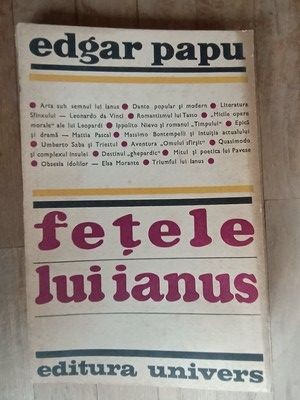 edgar papu
● Arta sub semnul lui Ianus ● Dante popular și modern ● Literatura
Sfinxului — Leonardo da Vinci ● Romantismul lui Tasso ● „Micile opere
morale" ale lui Leopardi ● Ippolito Nievo și romanul „Timpului" ● Epică
și dramă — Mattia Pascal ● Massimo Bontempelli și intuiția actualului
● Umberto Saba și Triestul ● Aventura „Omului sfîrșit" ● Quasimodo
și complexul insulei ● Destinul „ghepardic" ● Mitul și poetica lui Pavese
● Obsesia idolilor — Elsa Morante ● Triumful lui Ianus ●
fețele
lui ianus
editura univers